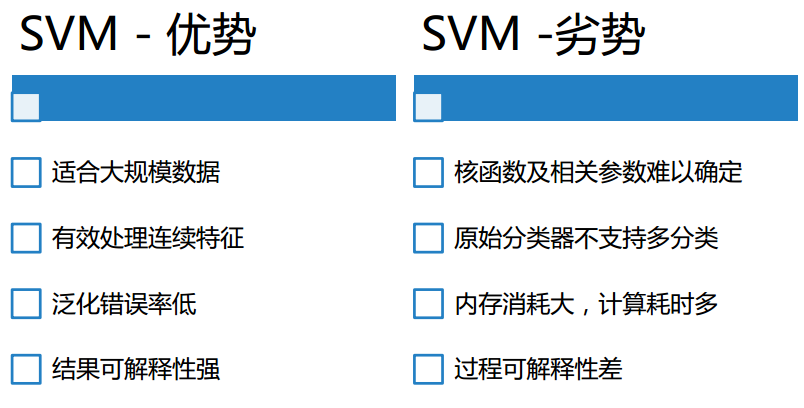 SVM - 优势
适合大规模数据
有效处理连续特征
泛化错误率低
结果可解释性强
SVM -劣势
核函数及相关参数难以确定
原始分类器不支持多分类
内存消耗大，计算耗时多
过程可解释性差